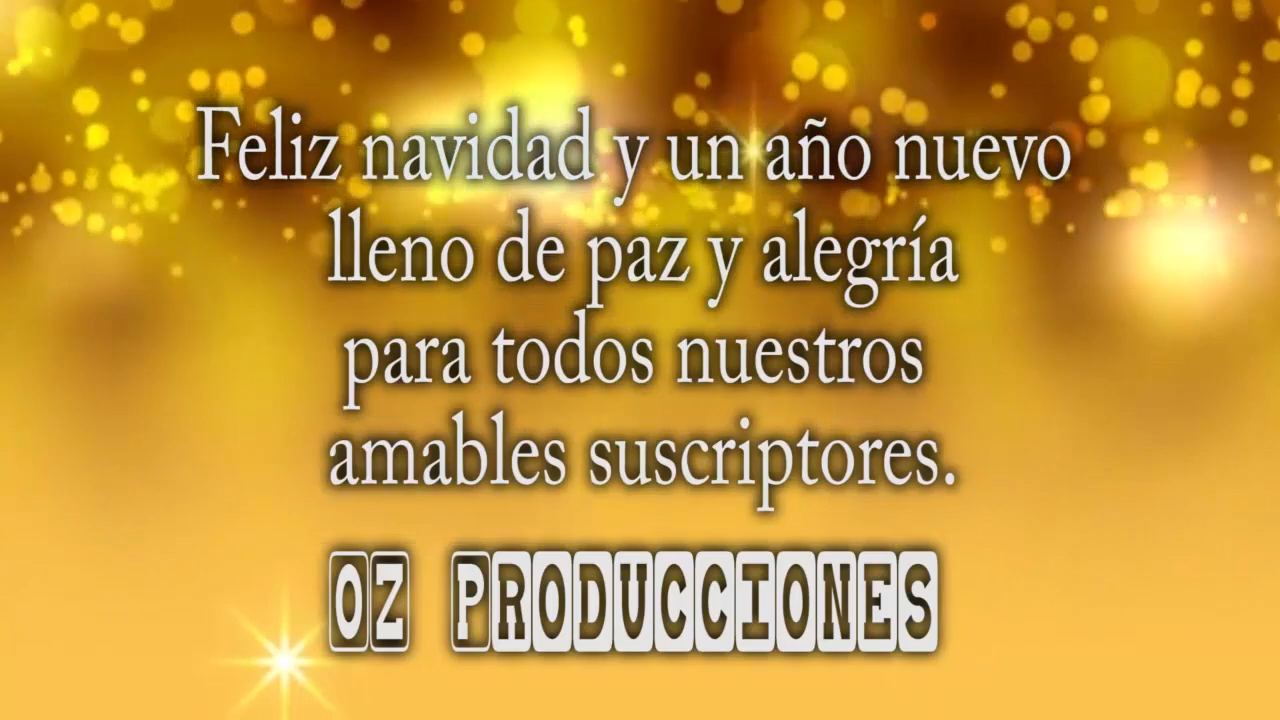 Feliz navidad y un año nuevo
lleno de paz y alegría
para todos nuestros
amables suscriptores.
OZ PRODUCCIONES